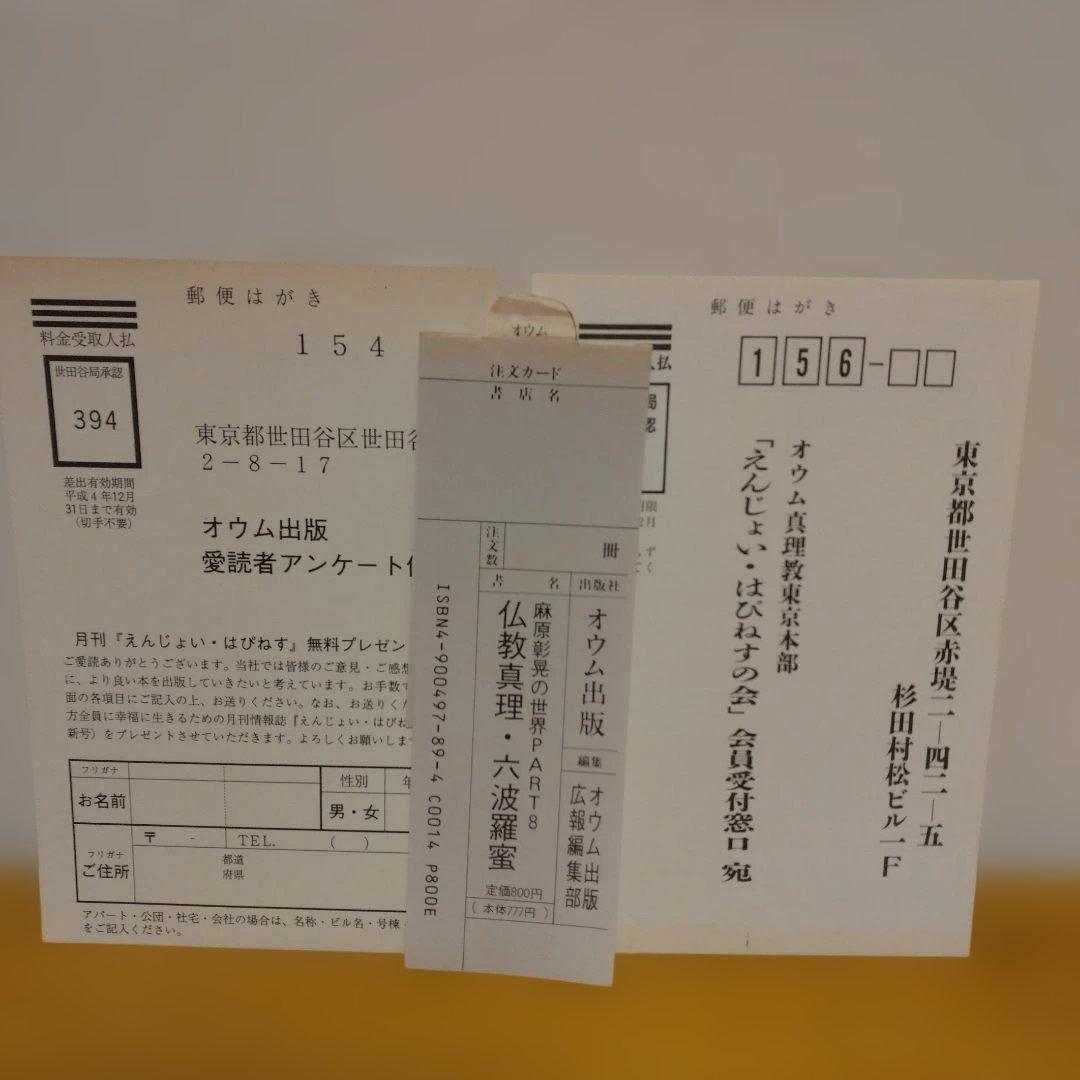 郵便はがき
料金受取人払
154
世田谷局承認
394
差出有効期間
平成4年12月
31日まで有効
(切手不要)
東京都世田谷区世田谷
2-8-17
オウム出版
愛読者アンケート
月刊『えんじょい・はぴねす』無料プレゼン
ご愛読ありがとうございます。当社では皆様のご意見・ご感想
に、より良い本を出版していきたいと考えています。お手数で
面の各項目にご記入の上、お送りください。なお、お送りくだ
方全員に幸福に生きるための月刊情報誌『えんじょい・はぴね
新号)をプレゼントさせていただきます。よろしくお願いしま
フリガナ
お名前
性別
男・女
年
フリガナ
ご住所
〒 -
TEL. ( )
都道
府県
アパート・公団・社宅・会社の場合は、名称・ビル名・号棟
をご記入ください。
オウム
注文カード
書店名
注文数
冊
書名
出版社
オウム出版
編集
オウム出版
広報編集部
麻原彰晃の世界PART8
仏教真理・六波羅蜜
定価800円
(本体777円)
ISBN4-900497-89-4 C0014 P800E
郵便はがき
払
局
認
156-□□
東京都世田谷区赤堤二―四二―五
杉田村松ビル一F
オウム真理教東京本部
「えんじょい・はぴねすの会」会員受付窓口 宛